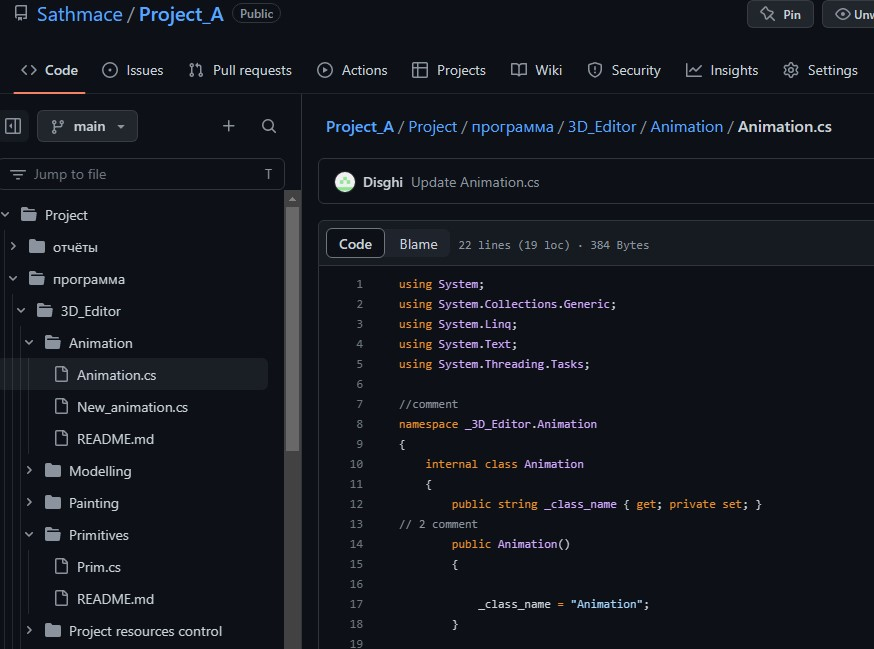 Sathmace / Project_A Public
Pin
Code Issues Pull requests Actions Projects Wiki Security Insights Settings
main
Jump to file T
Project
отчёты
программа
3D_Editor
Animation
Animation.cs
New_animation.cs
README.md
Modelling
Painting
Primitives
Prim.cs
README.md
Project resources control
Project_A / Project / программа / 3D_Editor / Animation / Animation.cs
Disghi Update Animation.cs
Code Blame 22 lines (19 loc) · 384 Bytes
1 using System;
2 using System.Collections.Generic;
3 using System.Linq;
4 using System.Text;
5 using System.Threading.Tasks;
6
7 //comment
8 namespace _3D_Editor.Animation
9 {
10 internal class Animation
11 {
12 public string _class_name { get; private set; }
13 // 2 comment
14 public Animation()
15 {
16
17 _class_name = "Animation";
18 }
19